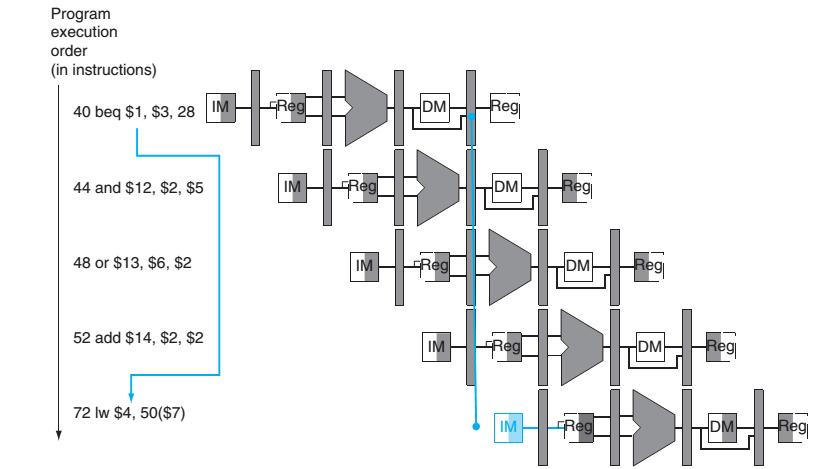 Program
execution
order
(in instructions)
40 beq $1, $3, 28
IM Reg DM Reg
44 and $12, $2, $5
IM Reg DM Reg
48 or $13, $6, $2
IM Reg DM Reg
52 add $14, $2, $2
IM Reg DM Reg
72 lw $4, 50($7)
IM Reg DM Reg